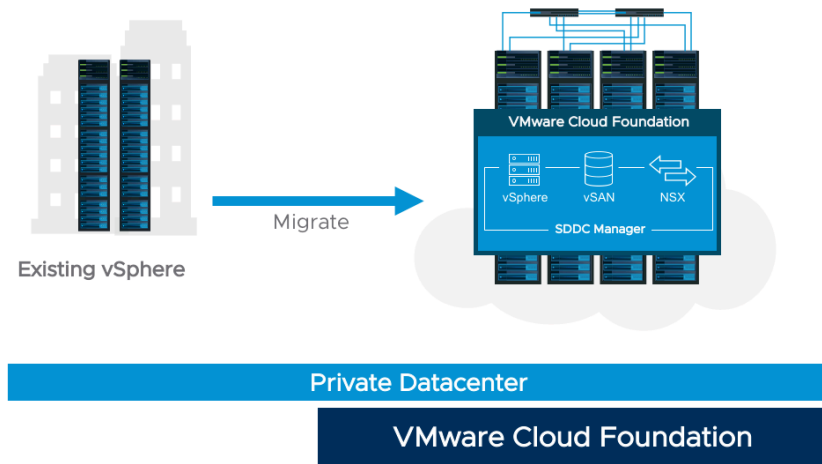 VMware Cloud Foundation
vSphere
vSAN
NSX
SDDC Manager
Migrate
Existing vSphere
Private Datacenter
VMware Cloud Foundation